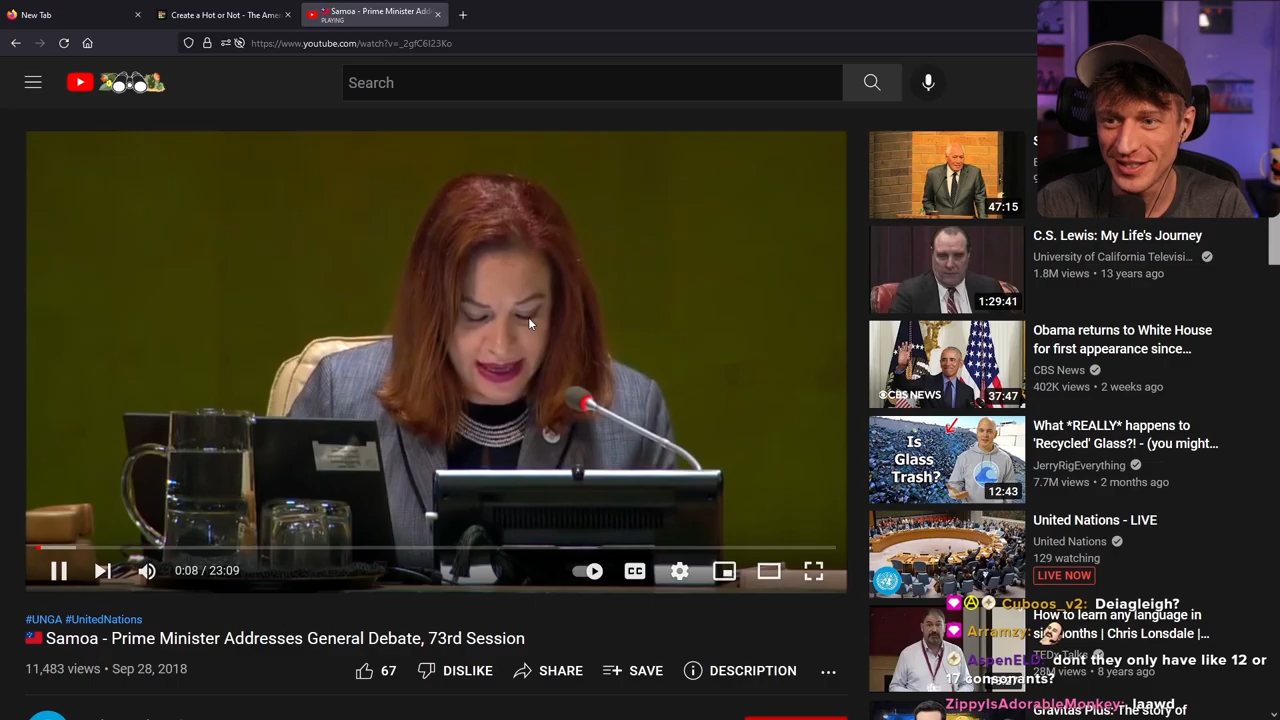 New Tab
Create a Hot or Not - The Ame
Samoa - Prime Minister Addr
PLAYING
https://www.youtube.com/watch?v=_2gfC6I23Ko
Search
47:15
C.S. Lewis: My Life's Journey
University of California Televisi...
1.8M views • 13 years ago
1:29:41
Obama returns to White House
for first appearance since...
CBS News
402K views • 2 weeks ago
CBS NEWS
37:47
What *REALLY* happens to
'Recycled' Glass?! - (you might...
JerryRigEverything
7.7M views • 2 months ago
Is
Glass
Trash?
12:43
United Nations - LIVE
United Nations
129 watching
LIVE NOW
0:08 / 23:09
CC
#UNGA #UnitedNations
Samoa - Prime Minister Addresses General Debate, 73rd Session
11,483 views • Sep 28, 2018
67
DISLIKE
SHARE
SAVE
DESCRIPTION
Cuboos_v2: Deiagleigh?
How to learn any language in
months | Chris Lonsdale |...
Arramzy:
TEDx Talks
AspenELD: dont they only have like 12 or
17 consonants?
28M views • 8 years ago
ZippyIsAdorableMonkey: laawd
Gravitas Plus: The story of